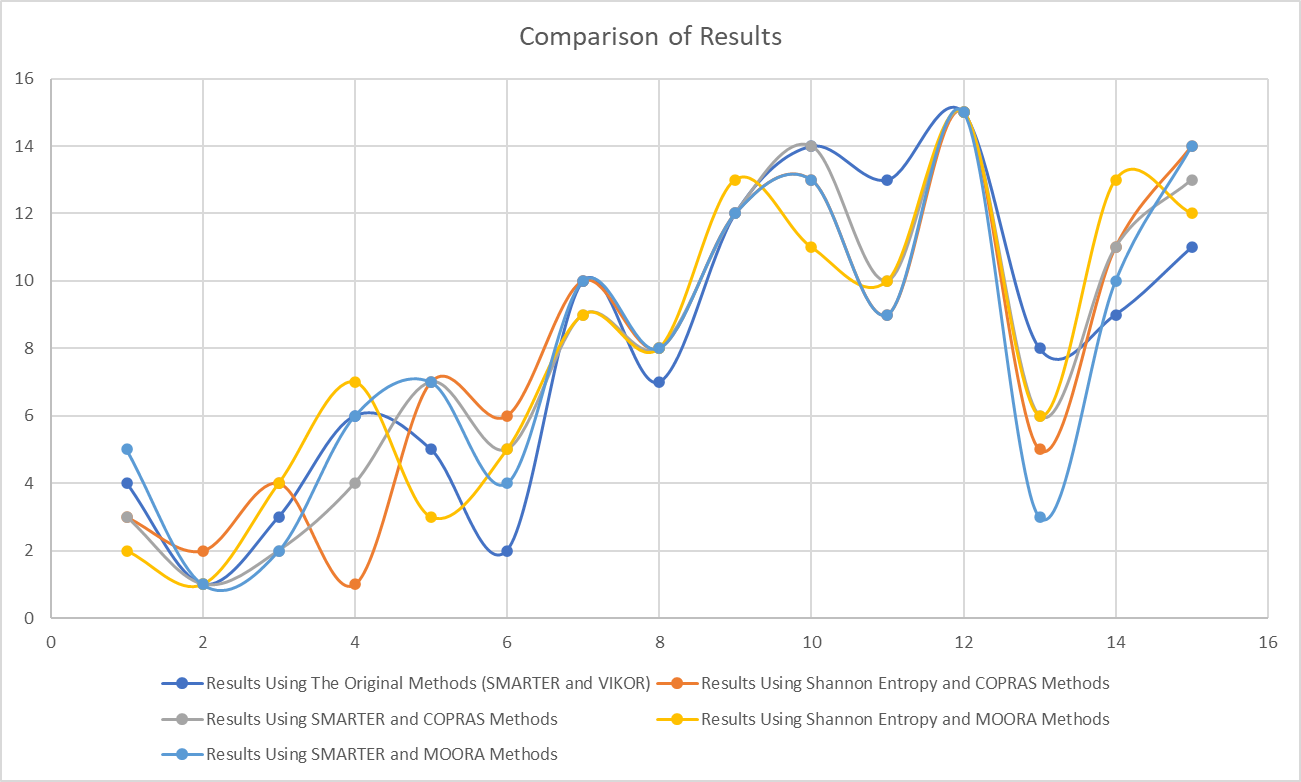 Comparison of Results
16
14
12
10
8
6
4
2
0
0 2 4 6 8 10 12 14 16
Results Using The Original Methods (SMARTER and VIKOR) Results Using Shannon Entropy and COPRAS Methods
Results Using SMARTER and COPRAS Methods Results Using Shannon Entropy and MOORA Methods
Results Using SMARTER and MOORA Methods